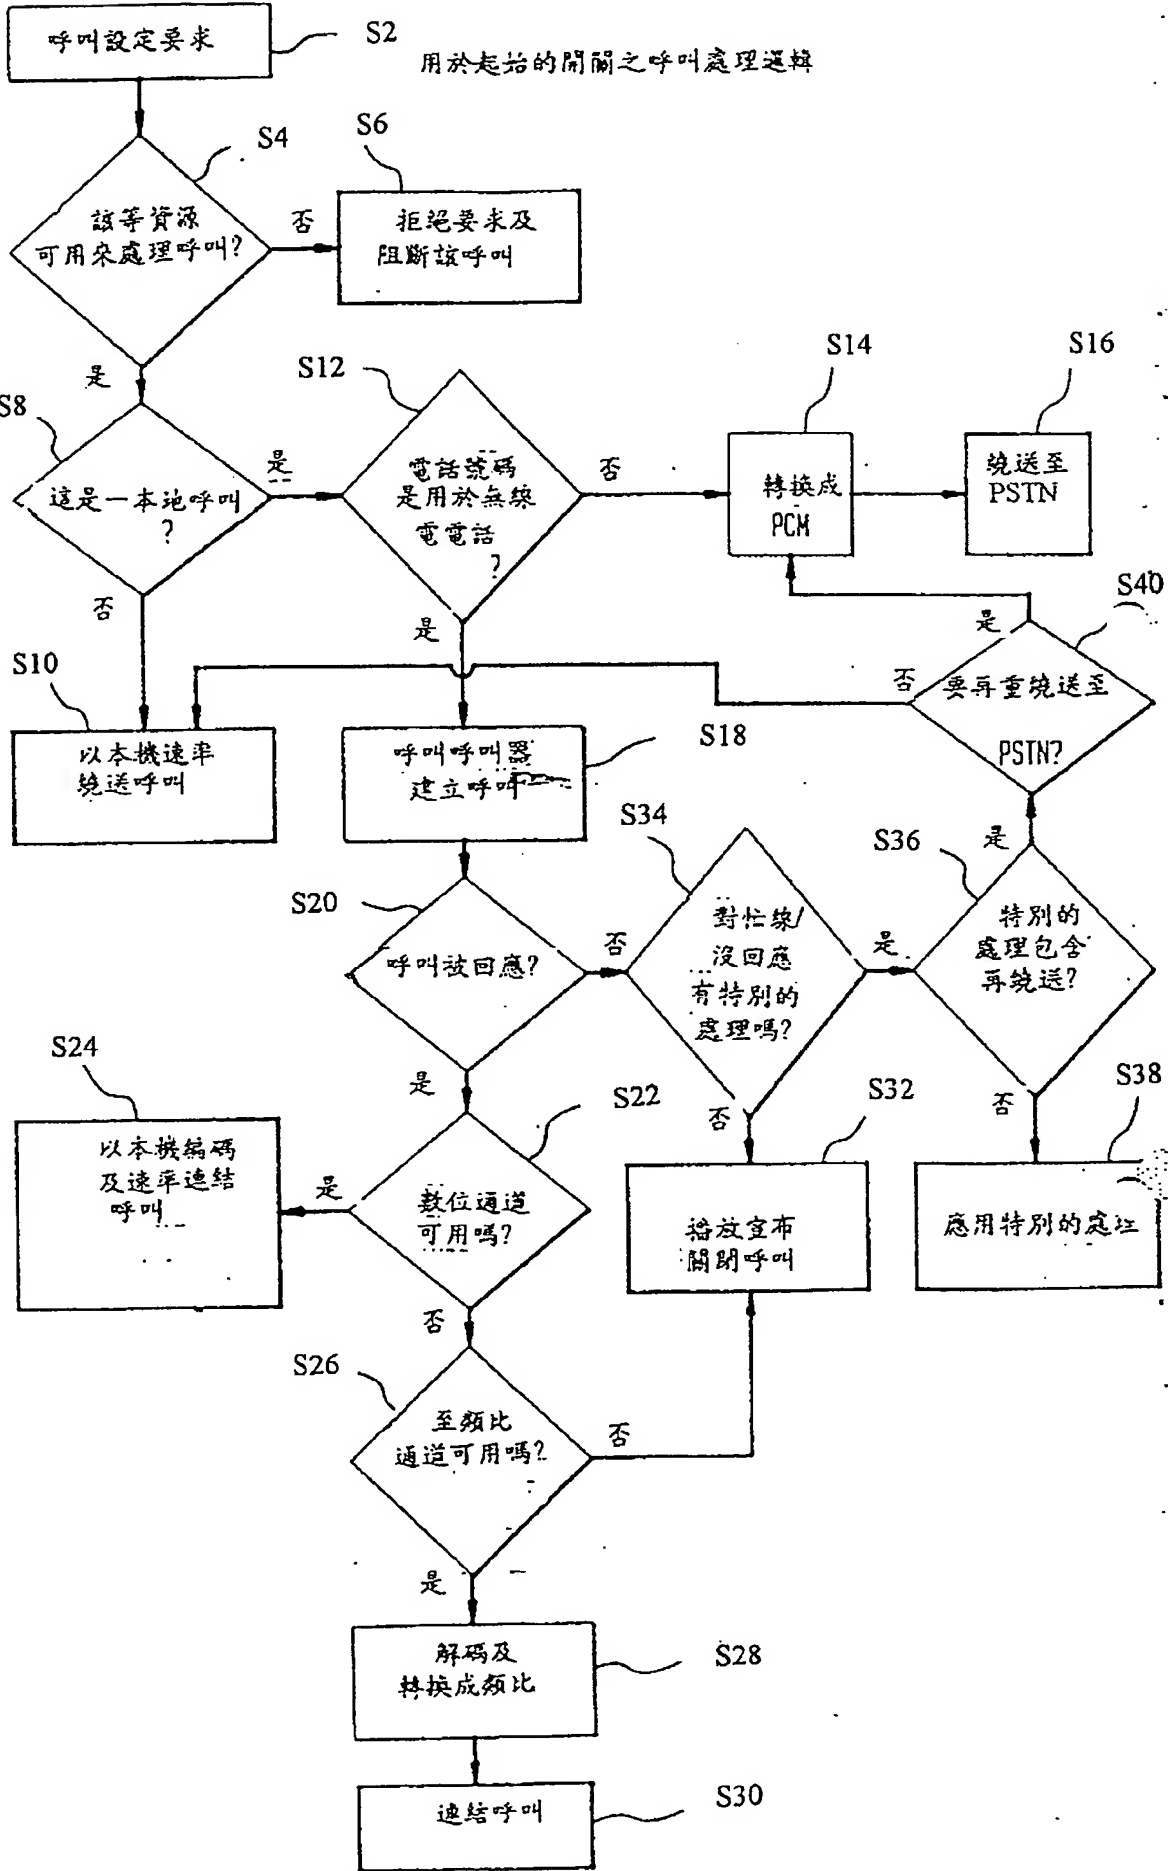 呼叫設定要求
S2
用於起始的開關之呼叫處理邏輯
S4
S6
該等資源
可用來處理呼叫?
否
拒絕要求及
阻斷該呼叫
是
S8
S12
S14
S16
這是一本地呼叫
?
是
電話號碼
是用於無線
電電話
?
否
轉換成
PCM
繞送至
PSTN
否
是
S40
是
否
要再重繞送至
PSTN?
S10
以本機速率
繞送呼叫
呼叫呼叫器
建立呼叫
S18
S34
S36
是
S20
呼叫被回應?
否
對忙線/
沒回應
有特別的
處理嗎?
是
特別的
處理包含
再繞送?
S24
是
S22
否
S32
否
S38
以本機編碼
及速率連結
呼叫
是
數位通道
可用嗎?
播放宣布
關閉呼叫
應用特別的處理
否
S26
至類比
通道可用嗎?
否
是
解碼及
轉換成類比
S28
連結呼叫
S30